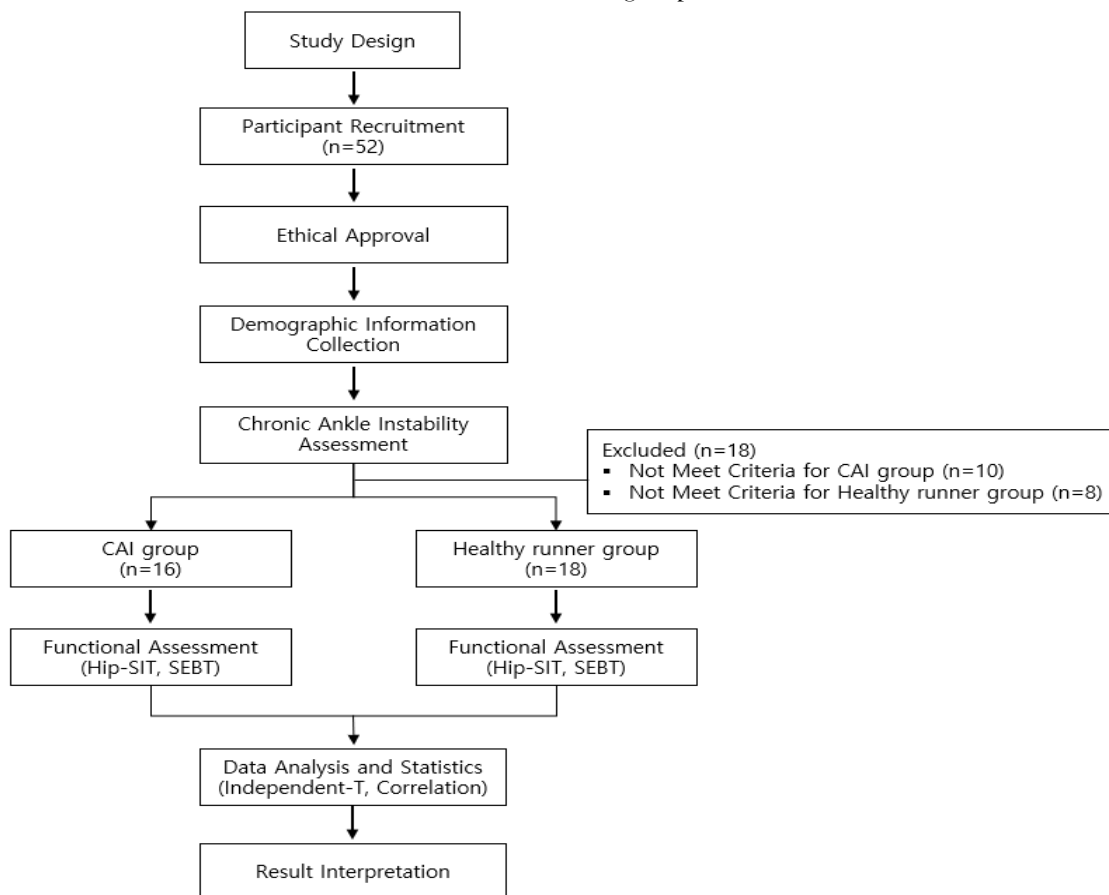 Study Design
Participant Recruitment
(n=52)
Ethical Approval
Demographic Information
Collection
Chronic Ankle Instability
Assessment
Excluded (n=18)
▪ Not Meet Criteria for CAI group (n=10)
▪ Not Meet Criteria for Healthy runner group (n=8)
CAI group
(n=16)
Healthy runner group
(n=18)
Functional Assessment
(Hip-SIT, SEBT)
Functional Assessment
(Hip-SIT, SEBT)
Data Analysis and Statistics
(Independent-T, Correlation)
Result Interpretation